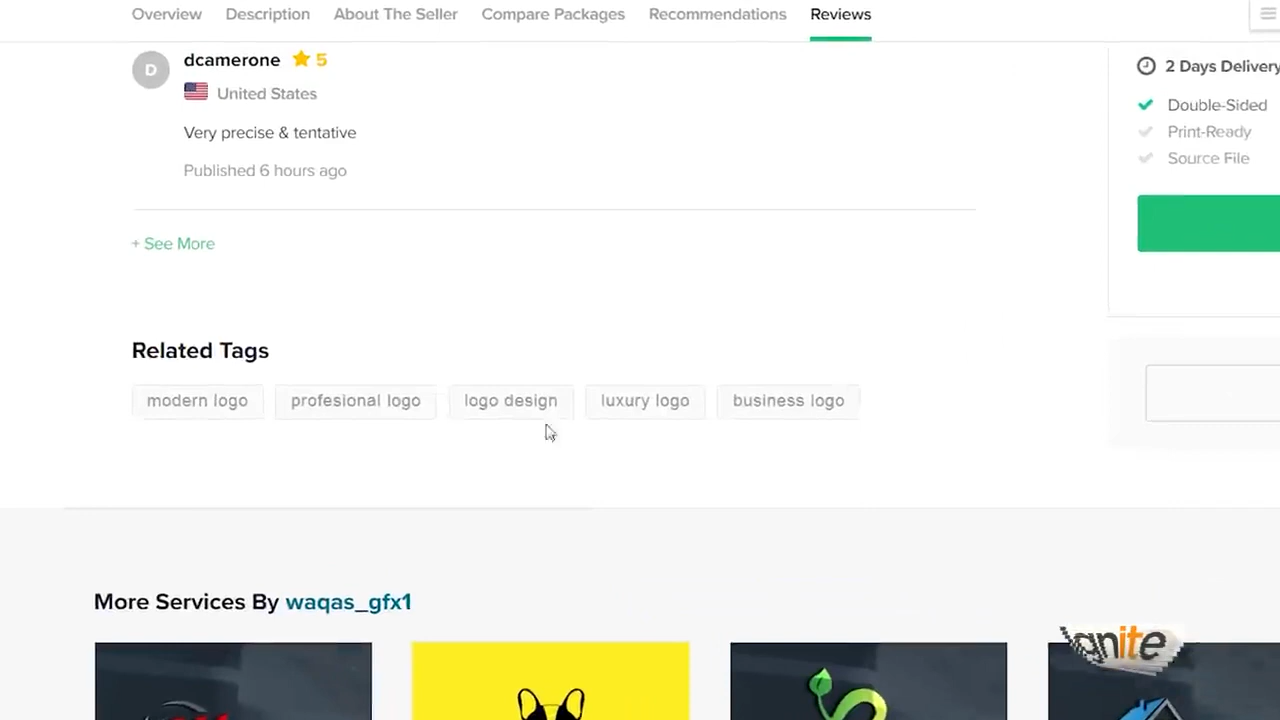 Overview Description About The Seller Compare Packages Recommendations Reviews
D
dcamerone 5
United States
Very precise & tentative
Published 6 hours ago
+ See More
2 Days Delivery
Double-Sided
Print-Ready
Source File
Related Tags
modern logo profesional logo logo design luxury logo business logo
More Services By waqas_gfx1
ignite